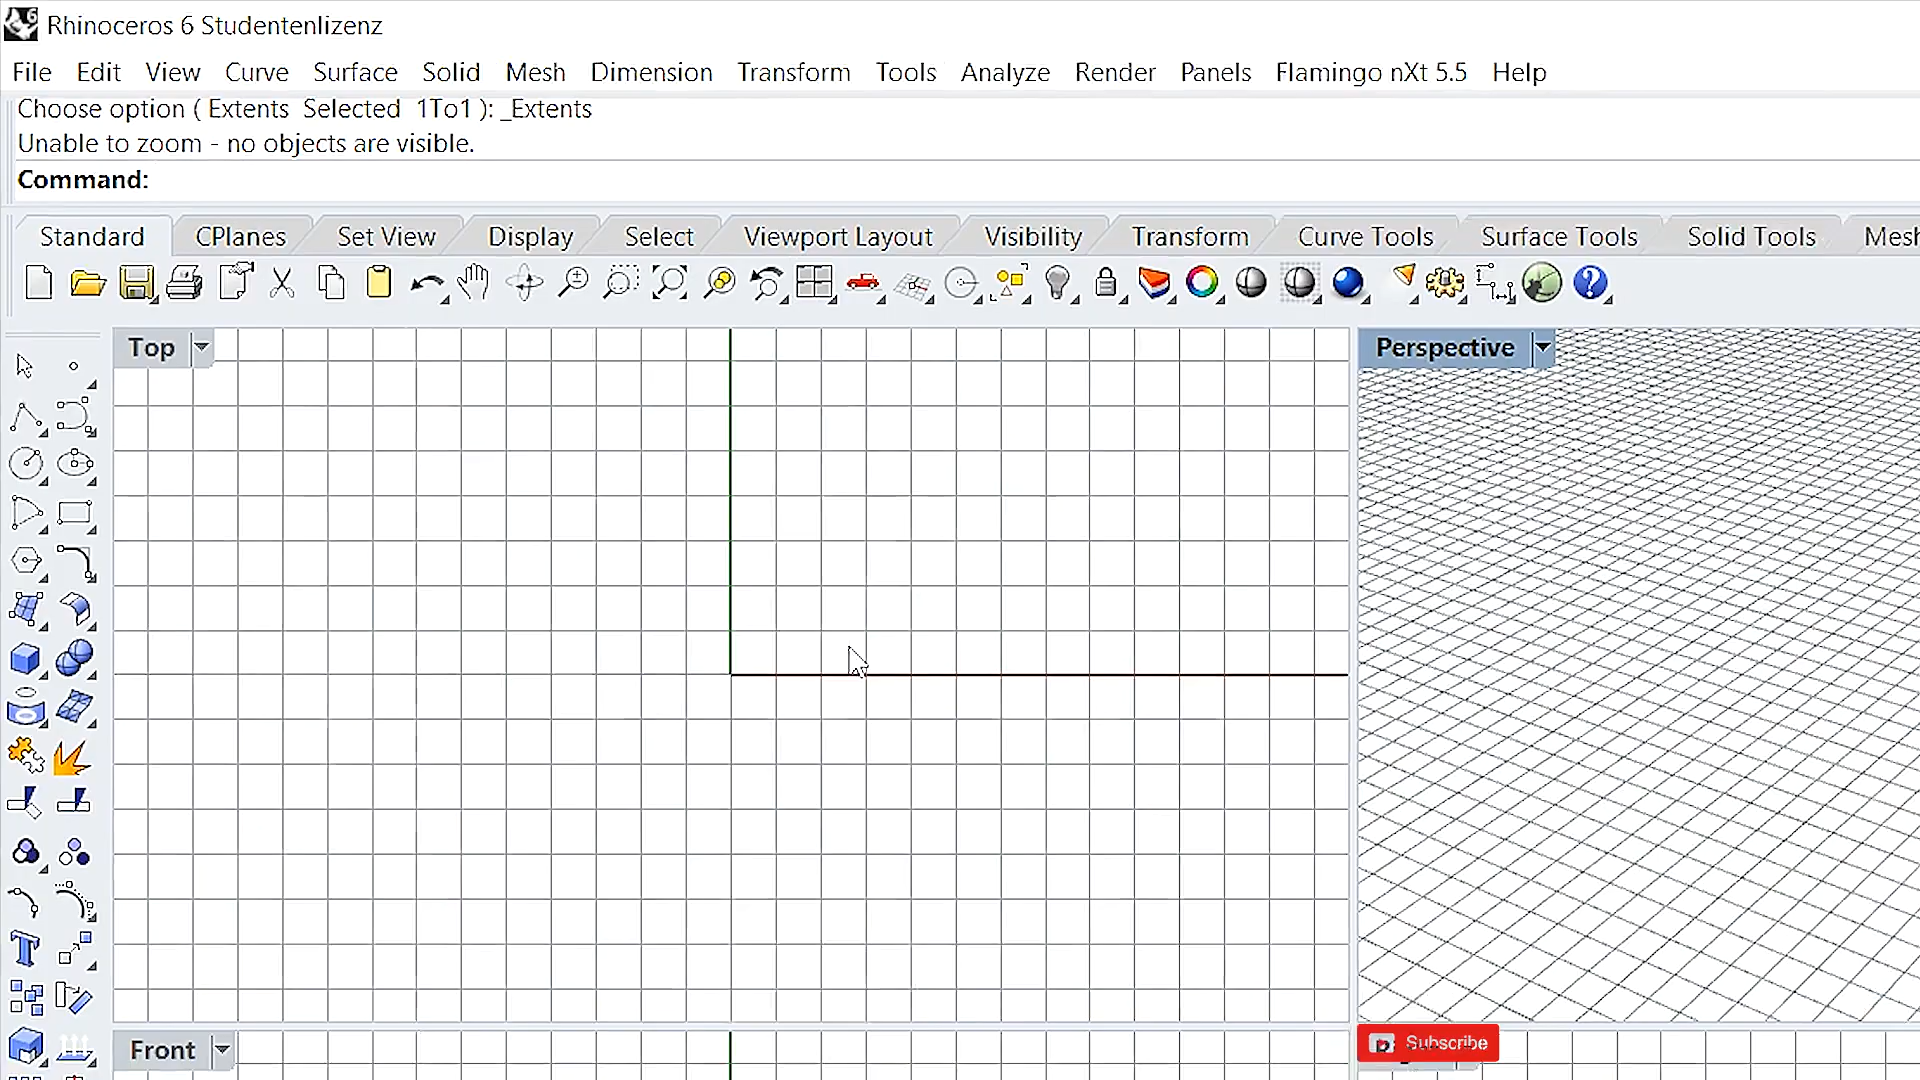 Rhinoceros 6 Studentenlizenz
File Edit View Curve Surface Solid Mesh Dimension Transform Tools Analyze Render Panels Flamingo nXt 5.5 Help
Choose option ( Extents Selected 1To1 ): _Extents
Unable to zoom - no objects are visible.
Command:
Standard CPlanes Set View Display Select Viewport Layout Visibility Transform Curve Tools Surface Tools Solid Tools Mesh
Top
Perspective
Front
Subscribe